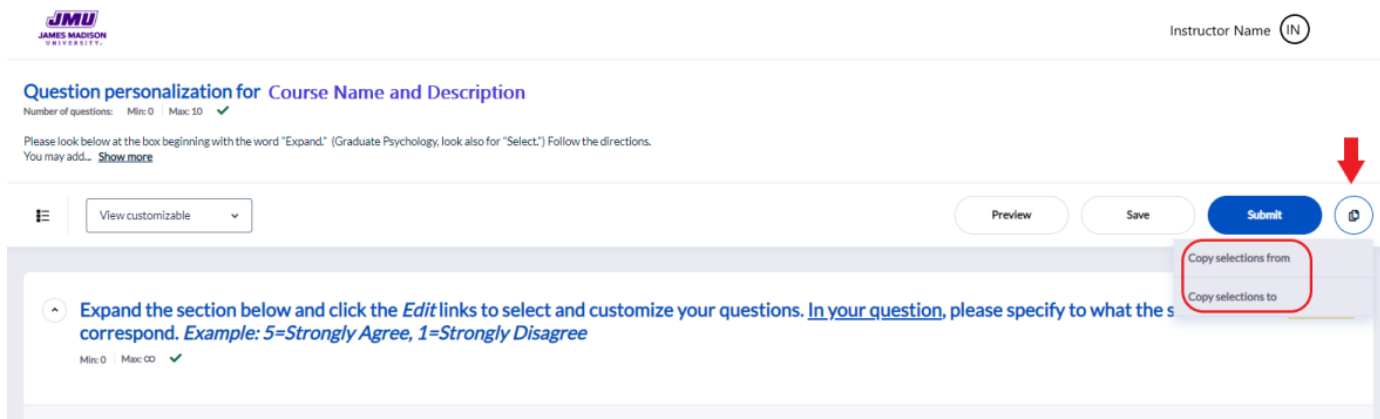 JMU
JAMES MADISON
UNIVERSITY.
Instructor Name IN
Question personalization for Course Name and Description
Number of questions: Min: 0 Max: 10
Please look below at the box beginning with the word "Expand." (Graduate Psychology, look also for "Select.") Follow the directions.
You may add... Show more
View customizable
Preview
Save
Submit
Copy selections from
Copy selections to
Expand the section below and click the Edit links to select and customize your questions. In your question, please specify to what the s
correspond. Example: 5=Strongly Agree, 1=Strongly Disagree
Min: 0 Max: ∞